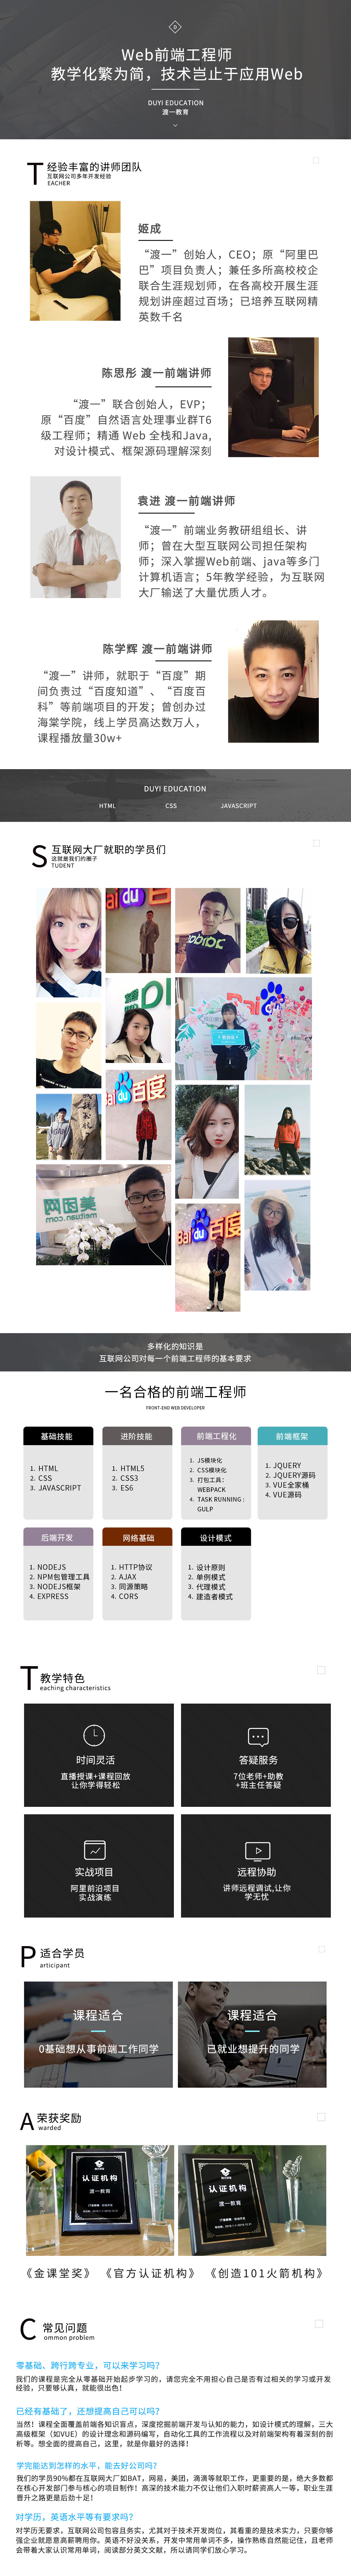 D
Web前端工程师
教学化繁为简，技术岂止于应用Web
DUYI EDUCATION
渡一教育
T 经验丰富的讲师团队
互联网公司多年开发经验
EACHER
姬成
“渡一”创始人，CEO；原“阿里巴
巴”项目负责人；兼任多所高校校企
联合生涯规划师，在各高校开展生涯
规划讲座超过百场；已培养互联网精
英数千名
陈思彤 渡一前端讲师
“渡一”联合创始人，EVP；
原“百度”自然语言处理事业群T6
级工程师；精通 Web 全栈和Java,
对设计模式、框架源码理解深刻
袁进 渡一前端讲师
“渡一”前端业务教研组组长、讲
师；曾在大型互联网公司担任架构
师；深入掌握Web前端、java等多门
计算机语言；5年教学经验，为互联网
大厂输送了大量优质人才。
陈学辉 渡一前端讲师
“渡一”讲师，就职于“百度”期
间负责过“百度知道”、“百度百
科”等前端项目的开发；曾创办过
海棠学院，线上学员高达数万人，
课程播放量30w+
DUYI EDUCATION
HTML CSS JAVASCRIPT
S 互联网大厂就职的学员们
这就是我们的圈子
TUDENT
Bai du 百度
美团网
meituan.com
Bai du 百度
多样化的知识是
互联网公司对每一个前端工程师的基本要求
一名合格的前端工程师
FRONT-END WEB DEVELOPER
基础技能 进阶技能 前端工程化 前端框架
1. HTML
2. CSS
3. JAVASCRIPT
1. HTML5
2. CSS3
3. ES6
1. JS模块化
2. CSS模块化
3. 打包工具：
WEBPACK
4. TASK RUNNING :
GULP
1. JQUERY
2. JQUERY源码
3. VUE全家桶
4. VUE源码
后端开发 网络基础 设计模式
1. NODEJS
2. NPM包管理工具
3. NODEJS框架
4. EXPRESS
1. HTTP协议
2. AJAX
3. 同源策略
4. CORS
1. 设计原则
2. 单例模式
3. 代理模式
4. 建造者模式
T 教学特色
eaching characteristics
时间灵活
直播授课+课程回放
让你学得轻松
答疑服务
7位老师+助教
+班主任答疑
实战项目
阿里前沿项目
实战演练
远程协助
讲师远程调试,让你
学无忧
P 适合学员
articipant
课程适合
0基础想从事前端工作同学
课程适合
已就业想提升的同学
A 荣获奖励
warded
认证机构
渡一教育
认证机构
渡一教育
《金课堂奖》 《官方认证机构》 《创造101火箭机构》
C 常见问题
ommon problem
零基础、跨行跨专业，可以来学习吗？
我们的课程是完全从零基础开始起步学习的，请您完全不用担心自己是否有过相关的学习或开发
经验，只要够认真，就能很出色！
已经有基础了，还想提高自己可以吗？
当然！课程全面覆盖前端各知识盲点，深度挖掘前端开发与认知的能力，如设计模式的理解，三大
高级框架（如VUE）的设计理念和源码编写，自动化工具的工作流程以及对前端架构有着深刻的剖
析等。想全面的提高自己，这里，就是你最好的选择！
学完能达到怎样的水平，能去好公司吗？
我们的学员90%都在互联网大厂如BAT，网易，美团，滴滴等就职工作，更重要的是，绝大多数都
在核心开发部门参与核心的项目制作！高深的技术能力不仅让他们入职时薪资高人一等，职业生涯
晋升之路更是后劲十足！
对学历，英语水平等有要求吗？
对学历无要求，互联网公司包容且务实，尤其对于技术开发岗位，其看重的是技术实力，只要你够
强企业就愿意高薪聘用你。英语不好没关系，开发中常用单词不多，操作熟练自然能记住，且老师
会带着大家认识常用单词，阅读部分英文文献，所以请同学们放心学习。